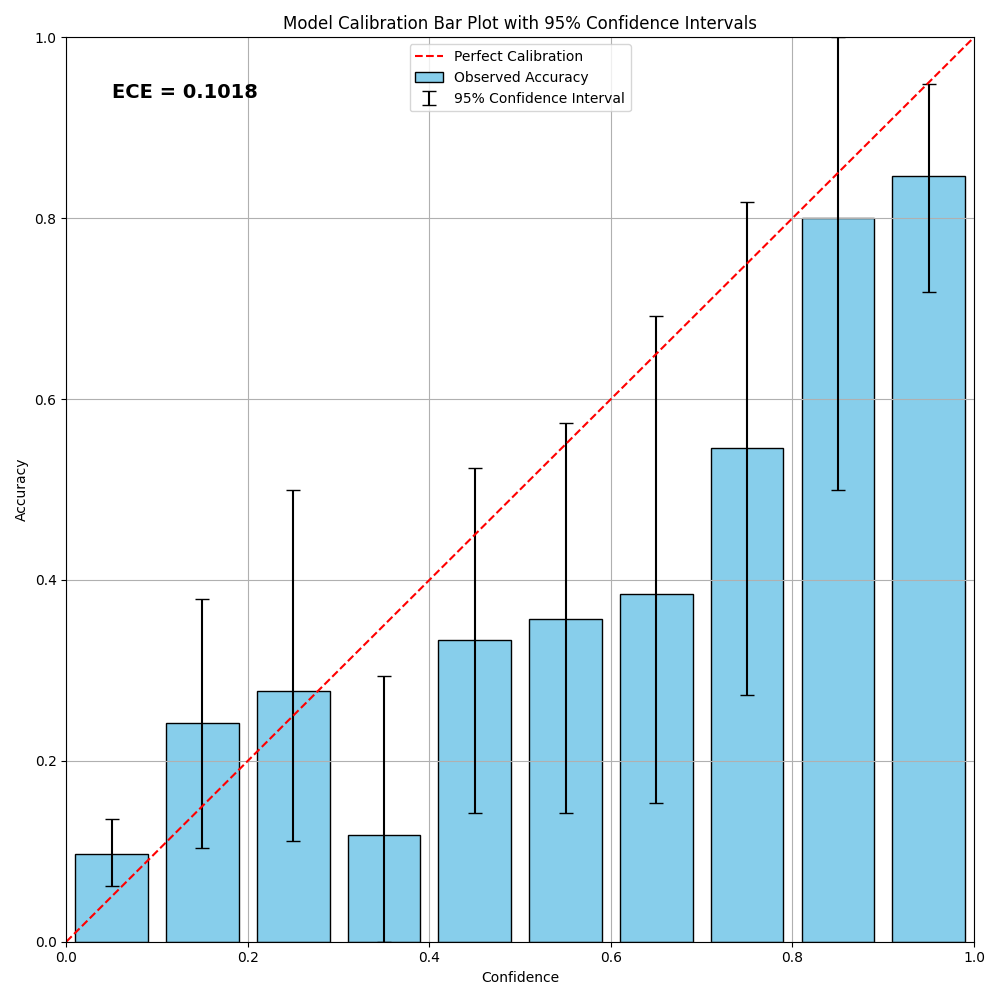 Model Calibration Bar Plot with 95% Confidence Intervals
Perfect Calibration
Observed Accuracy
95% Confidence Interval
ECE = 0.1018
1.0
0.8
0.6
0.4
0.2
0.0
Accuracy
0.0 0.2 0.4 0.6 0.8 1.0
Confidence